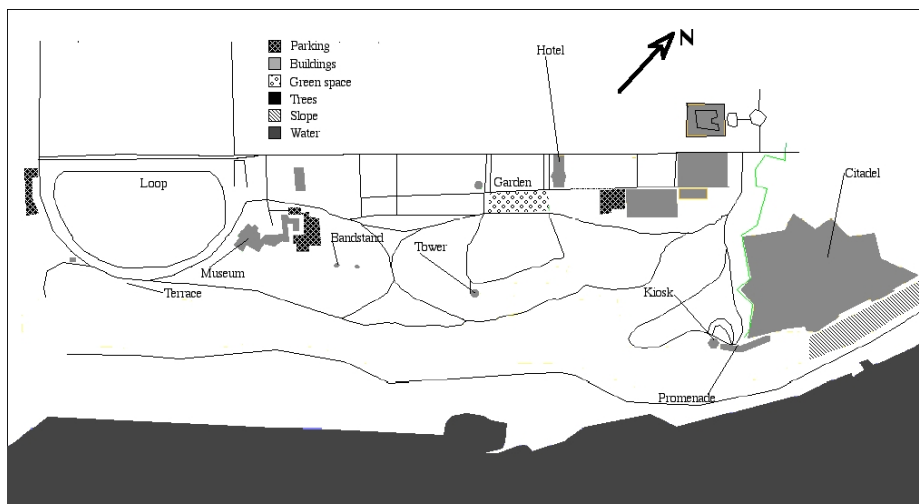 Parking
Buildings
Green space
Trees
Slope
Water
Hotel
N
Loop
Garden
Citadel
Bandstand
Tower
Museum
Terrace
Kiosk
Promenade